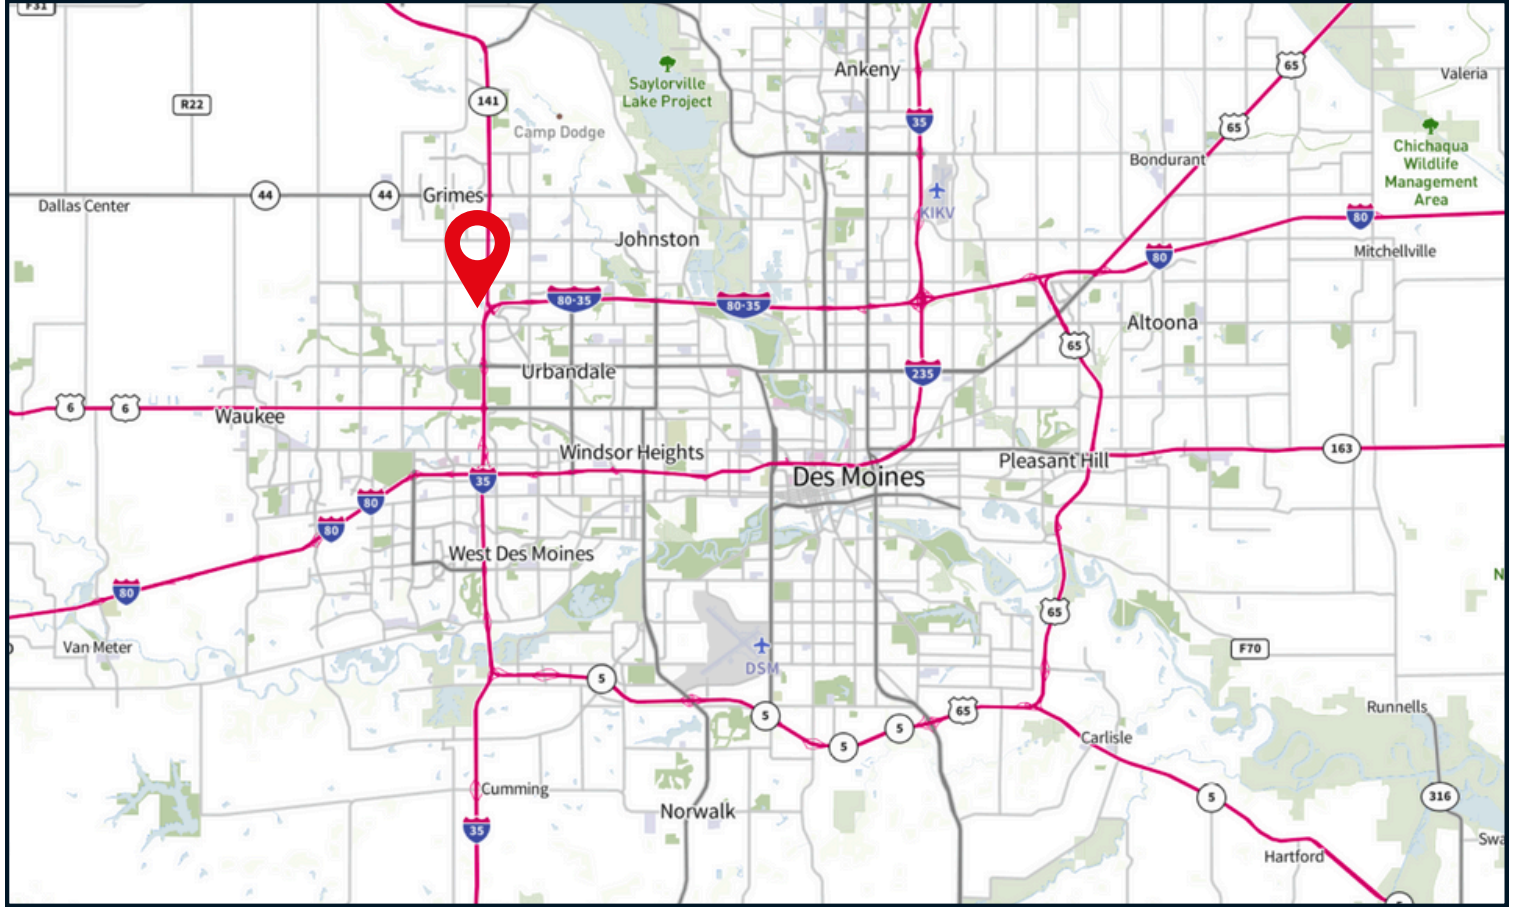 F31
Ankeny
65
Valeria
Saylorville
Lake Project
R22
141
35
65
Camp Dodge
Chichaqua
Wildlife
Management
Area
Bondurant
44
44
Grimes
Dallas Center
KIKV
80
Johnston
Mitchellville
80
80-35
80-35
Altoona
65
Urbandale
235
6
6
Waukee
Windsor Heights
Pleasant Hill
163
Des Moines
35
80
80
West Des Moines
80
65
Van Meter
DSM
F70
5
Runnells
5
65
5
5
Carlisle
Cumming
5
316
Norwalk
35
Hartford